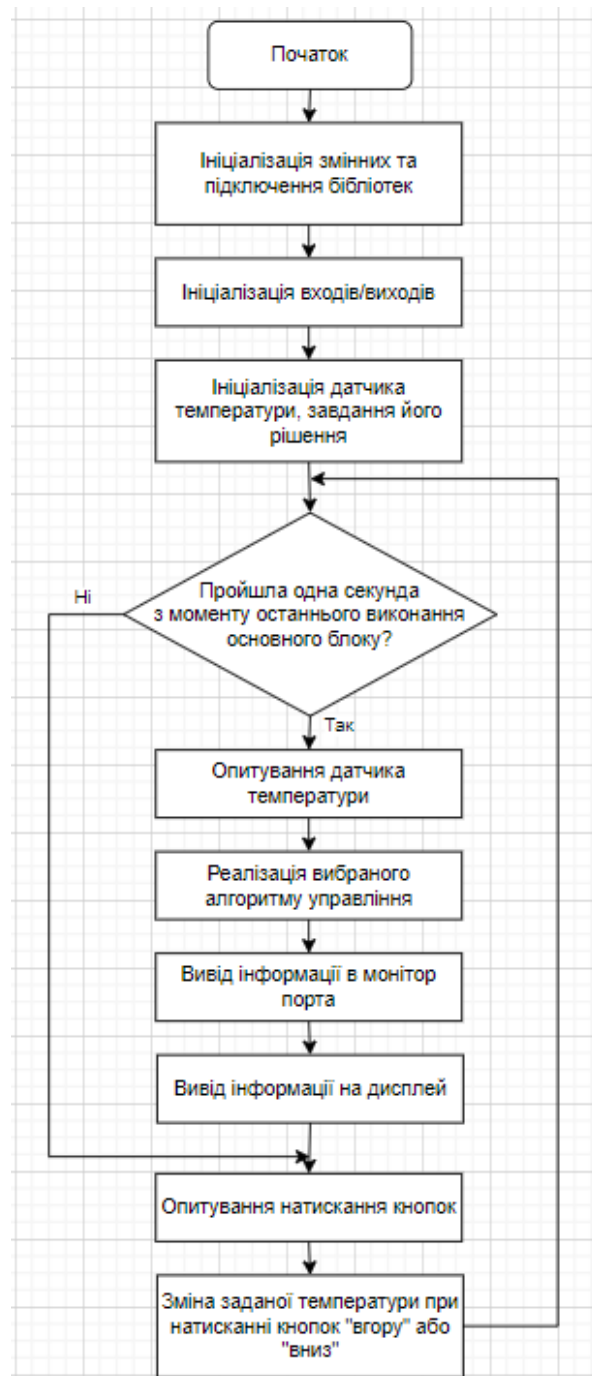 Початок
Ініціалізація змінних та
підключення бібліотек
Ініціалізація входів/виходів
Ініціалізація датчика
температури, завдання його
рішення
Ні
Пройшла одна секунда
з моменту останнього виконання
основного блоку?
Так
Опитування датчика
температури
Реалізація вибраного
алгоритму управління
Вивід інформації в монітор
порта
Вивід інформації на дисплей
Опитування натискання кнопок
Зміна заданої температури при
натисканні кнопок "вгору" або
"вниз"